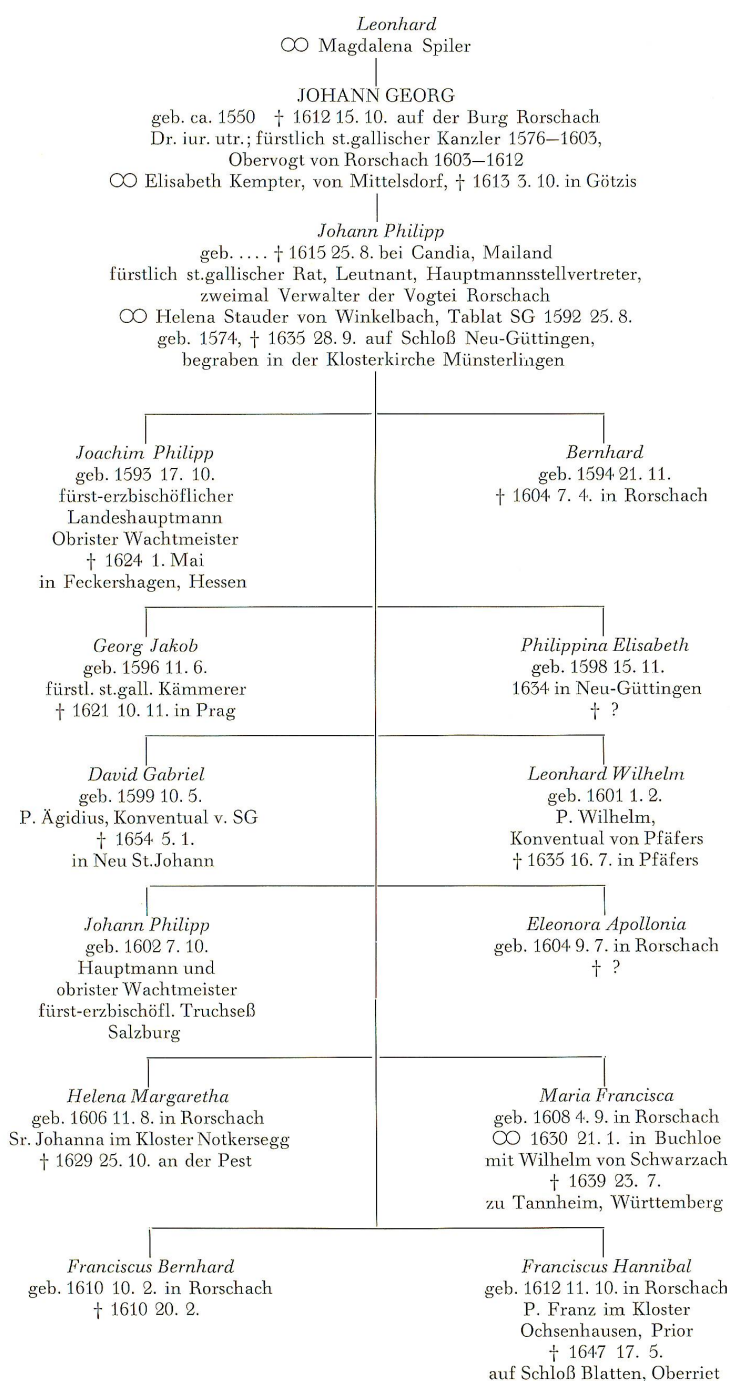 Leonhard
⚭ Magdalena Spiler
JOHANN GEORG
geb. ca. 1550 † 1612 15. 10. auf der Burg Rorschach
Dr. iur. utr.; fürstlich st.gallischer Kanzler 1576–1603,
Obervogt von Rorschach 1603–1612
⚭ Elisabeth Kempter, von Mittelsdorf, † 1613 3. 10. in Götzis
Johann Philipp
geb. . . . . † 1615 25. 8. bei Candia, Mailand
fürstlich st.gallischer Rat, Leutnant, Hauptmannsstellvertreter,
zweimal Verwalter der Vogtei Rorschach
⚭ Helena Stauder von Winkelbach, Tablat SG 1592 25. 8.
geb. 1574, † 1635 28. 9. auf Schloß Neu-Güttingen,
begraben in der Klosterkirche Münsterlingen
Joachim Philipp
geb. 1593 17. 10.
fürst-erzbischöflicher
Landeshauptmann
Obrister Wachtmeister
† 1624 1. Mai
in Feckershagen, Hessen
Bernhard
geb. 1594 21. 11.
† 1604 7. 4. in Rorschach
Georg Jakob
geb. 1596 11. 6.
fürstl. st.gall. Kämmerer
† 1621 10. 11. in Prag
Philippina Elisabeth
geb. 1598 15. 11.
1634 in Neu-Güttingen
† ?
David Gabriel
geb. 1599 10. 5.
P. Ägidius, Konventual v. SG
† 1654 5. 1.
in Neu St.Johann
Leonhard Wilhelm
geb. 1601 1. 2.
P. Wilhelm,
Konventual von Pfäfers
† 1635 16. 7. in Pfäfers
Johann Philipp
geb. 1602 7. 10.
Hauptmann und
obrister Wachtmeister
fürst-erzbischöfl. Truchseß
Salzburg
Eleonora Apollonia
geb. 1604 9. 7. in Rorschach
† ?
Helena Margaretha
geb. 1606 11. 8. in Rorschach
Sr. Johanna im Kloster Notkersegg
† 1629 25. 10. an der Pest
Maria Francisca
geb. 1608 4. 9. in Rorschach
⚭ 1630 21. 1. in Buchloe
mit Wilhelm von Schwarzach
† 1639 23. 7.
zu Tannheim, Württemberg
Franciscus Bernhard
geb. 1610 10. 2. in Rorschach
† 1610 20. 2.
Franciscus Hannibal
geb. 1612 11. 10. in Rorschach
P. Franz im Kloster
Ochsenhausen, Prior
† 1647 17. 5.
auf Schloß Blatten, Oberriet